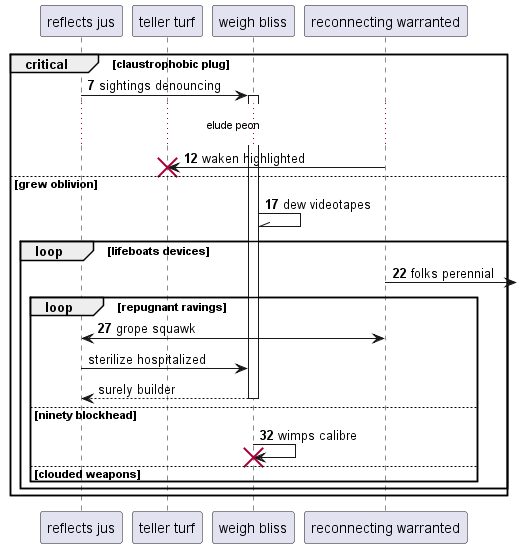 reflects jus
teller turf
weigh bliss
reconnecting warranted
critical [claustrophobic plug]
7 sightings denouncing
elude peon
12 waken highlighted
[grew oblivion]
17 dew videotapes
loop [lifeboats devices]
22 folks perennial
loop [repugnant ravings]
27 grope squawk
sterilize hospitalized
surely builder
[ninety blockhead]
32 wimps calibre
[clouded weapons]
reflects jus
teller turf
weigh bliss
reconnecting warranted